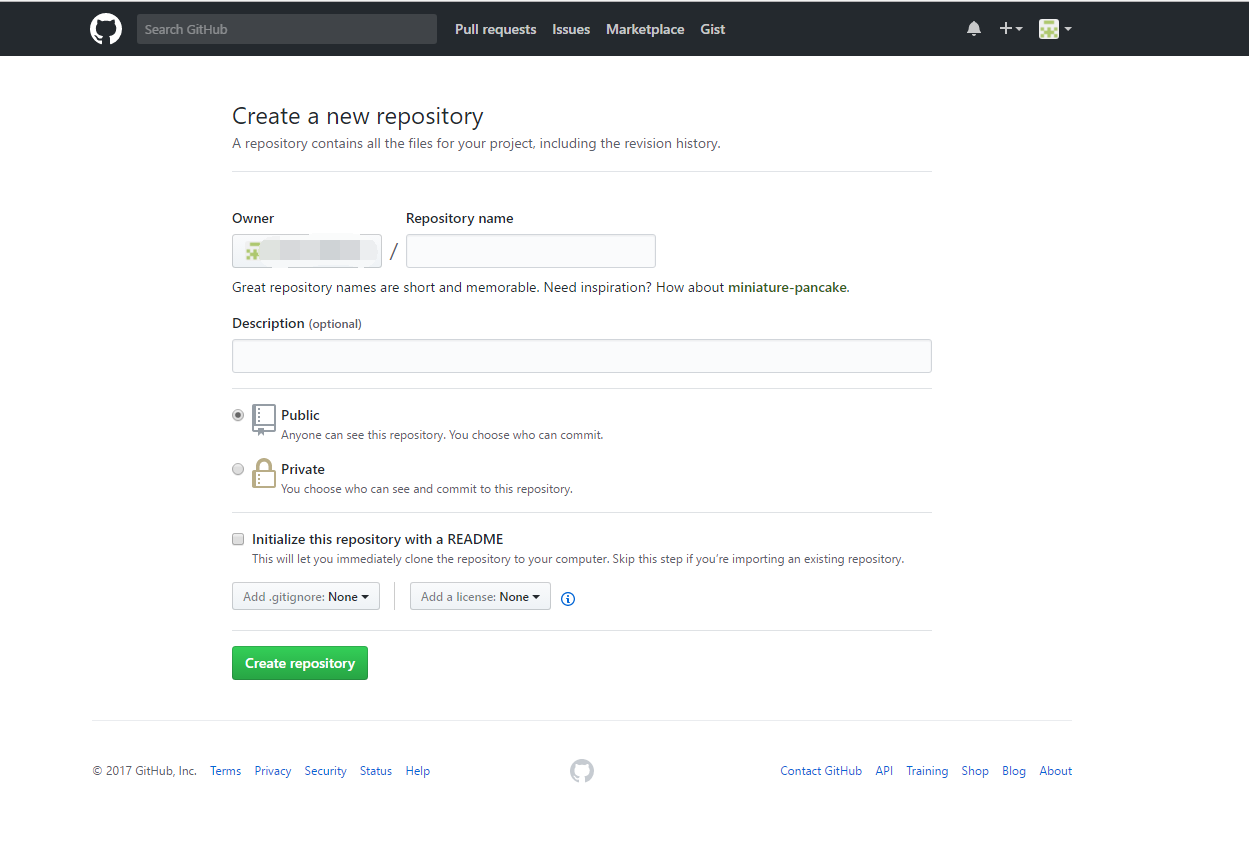 Search GitHub Pull requests Issues Marketplace Gist
Create a new repository
A repository contains all the files for your project, including the revision history.
Owner Repository name
/
Great repository names are short and memorable. Need inspiration? How about miniature-pancake.
Description (optional)
Public
Anyone can see this repository. You choose who can commit.
Private
You choose who can see and commit to this repository.
Initialize this repository with a README
This will let you immediately clone the repository to your computer. Skip this step if you’re importing an existing repository.
Add .gitignore: None Add a license: None
Create repository
© 2017 GitHub, Inc. Terms Privacy Security Status Help Contact GitHub API Training Shop Blog About